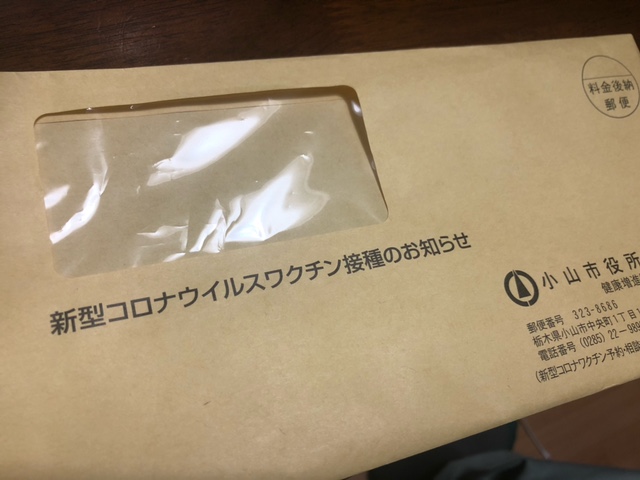 料金後納
郵便
新型コロナウイルスワクチン接種のお知らせ
小山市役所
健康増進
郵便番号 323-8686
栃木県小山市中央町1丁目
電話番号 (0285) 22-98
(新型コロナワクチン予約・相談